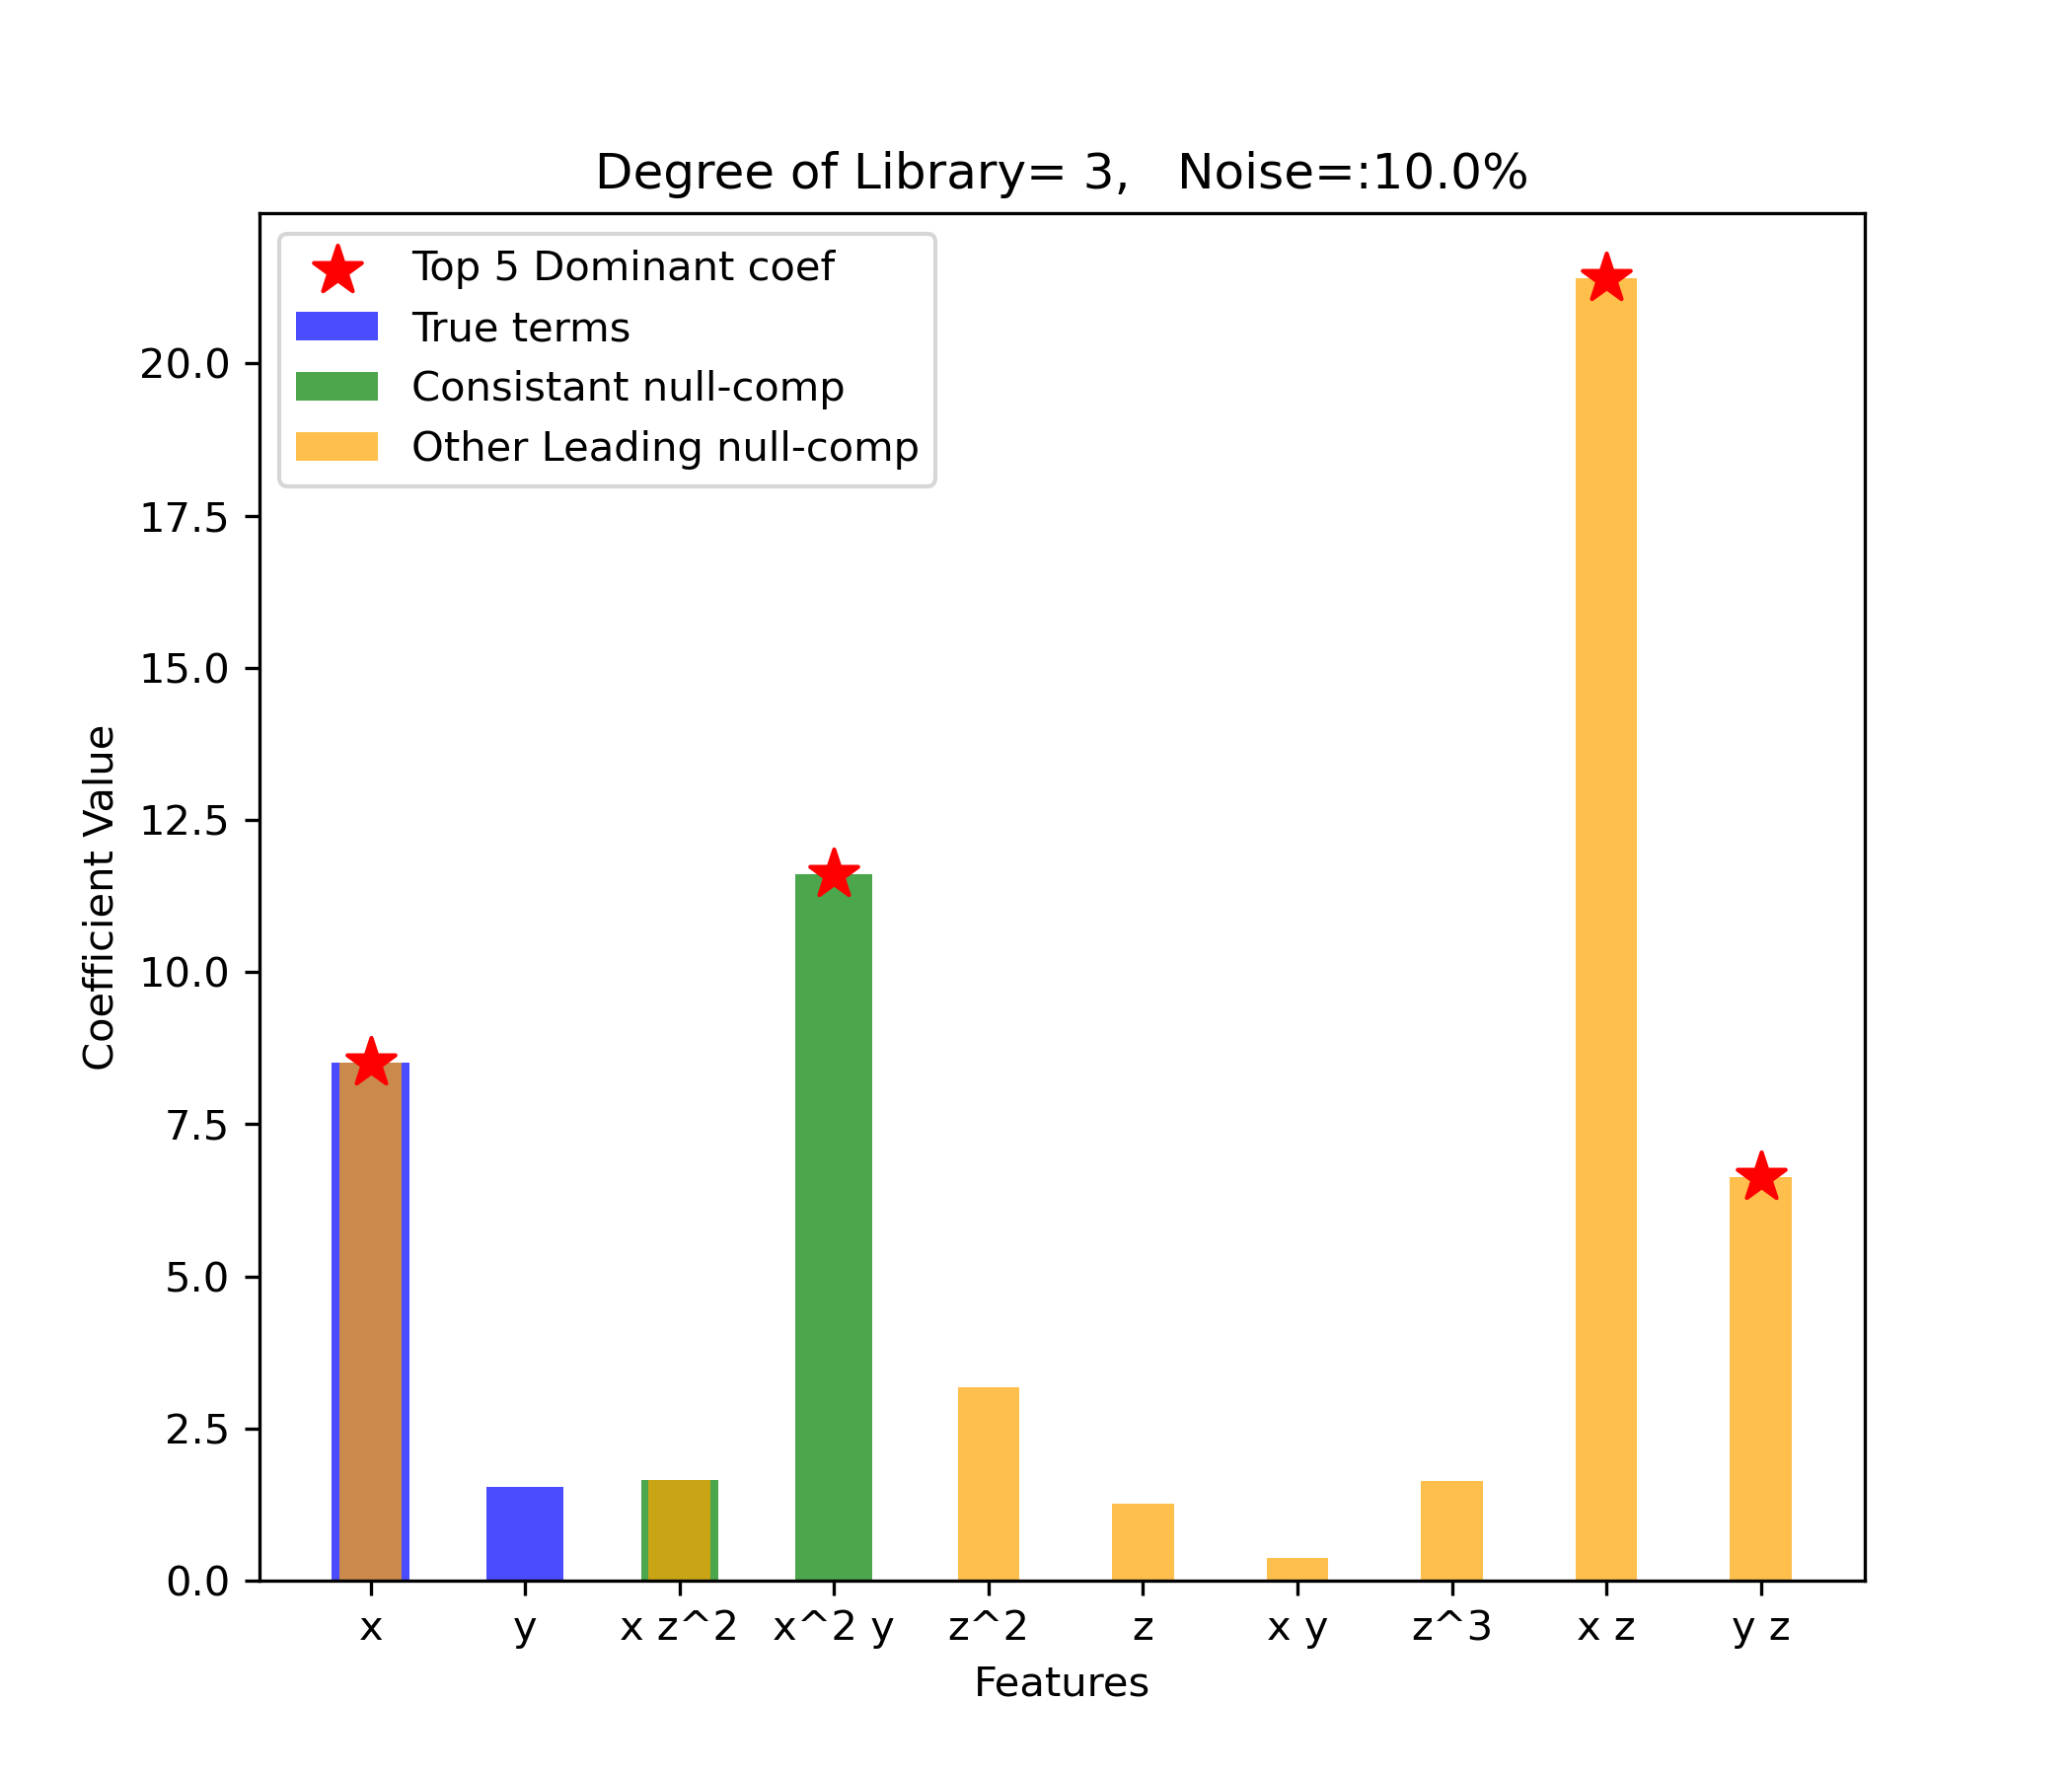 Degree of Library= 3,   Noise=:10.0%
Top 5 Dominant coef
True terms
Consistant null-comp
Other Leading null-comp
Coefficient Value
20.0
17.5
15.0
12.5
10.0
7.5
5.0
2.5
0.0
x y x z^2 x^2 y z^2 z x y z^3 x z y z
Features